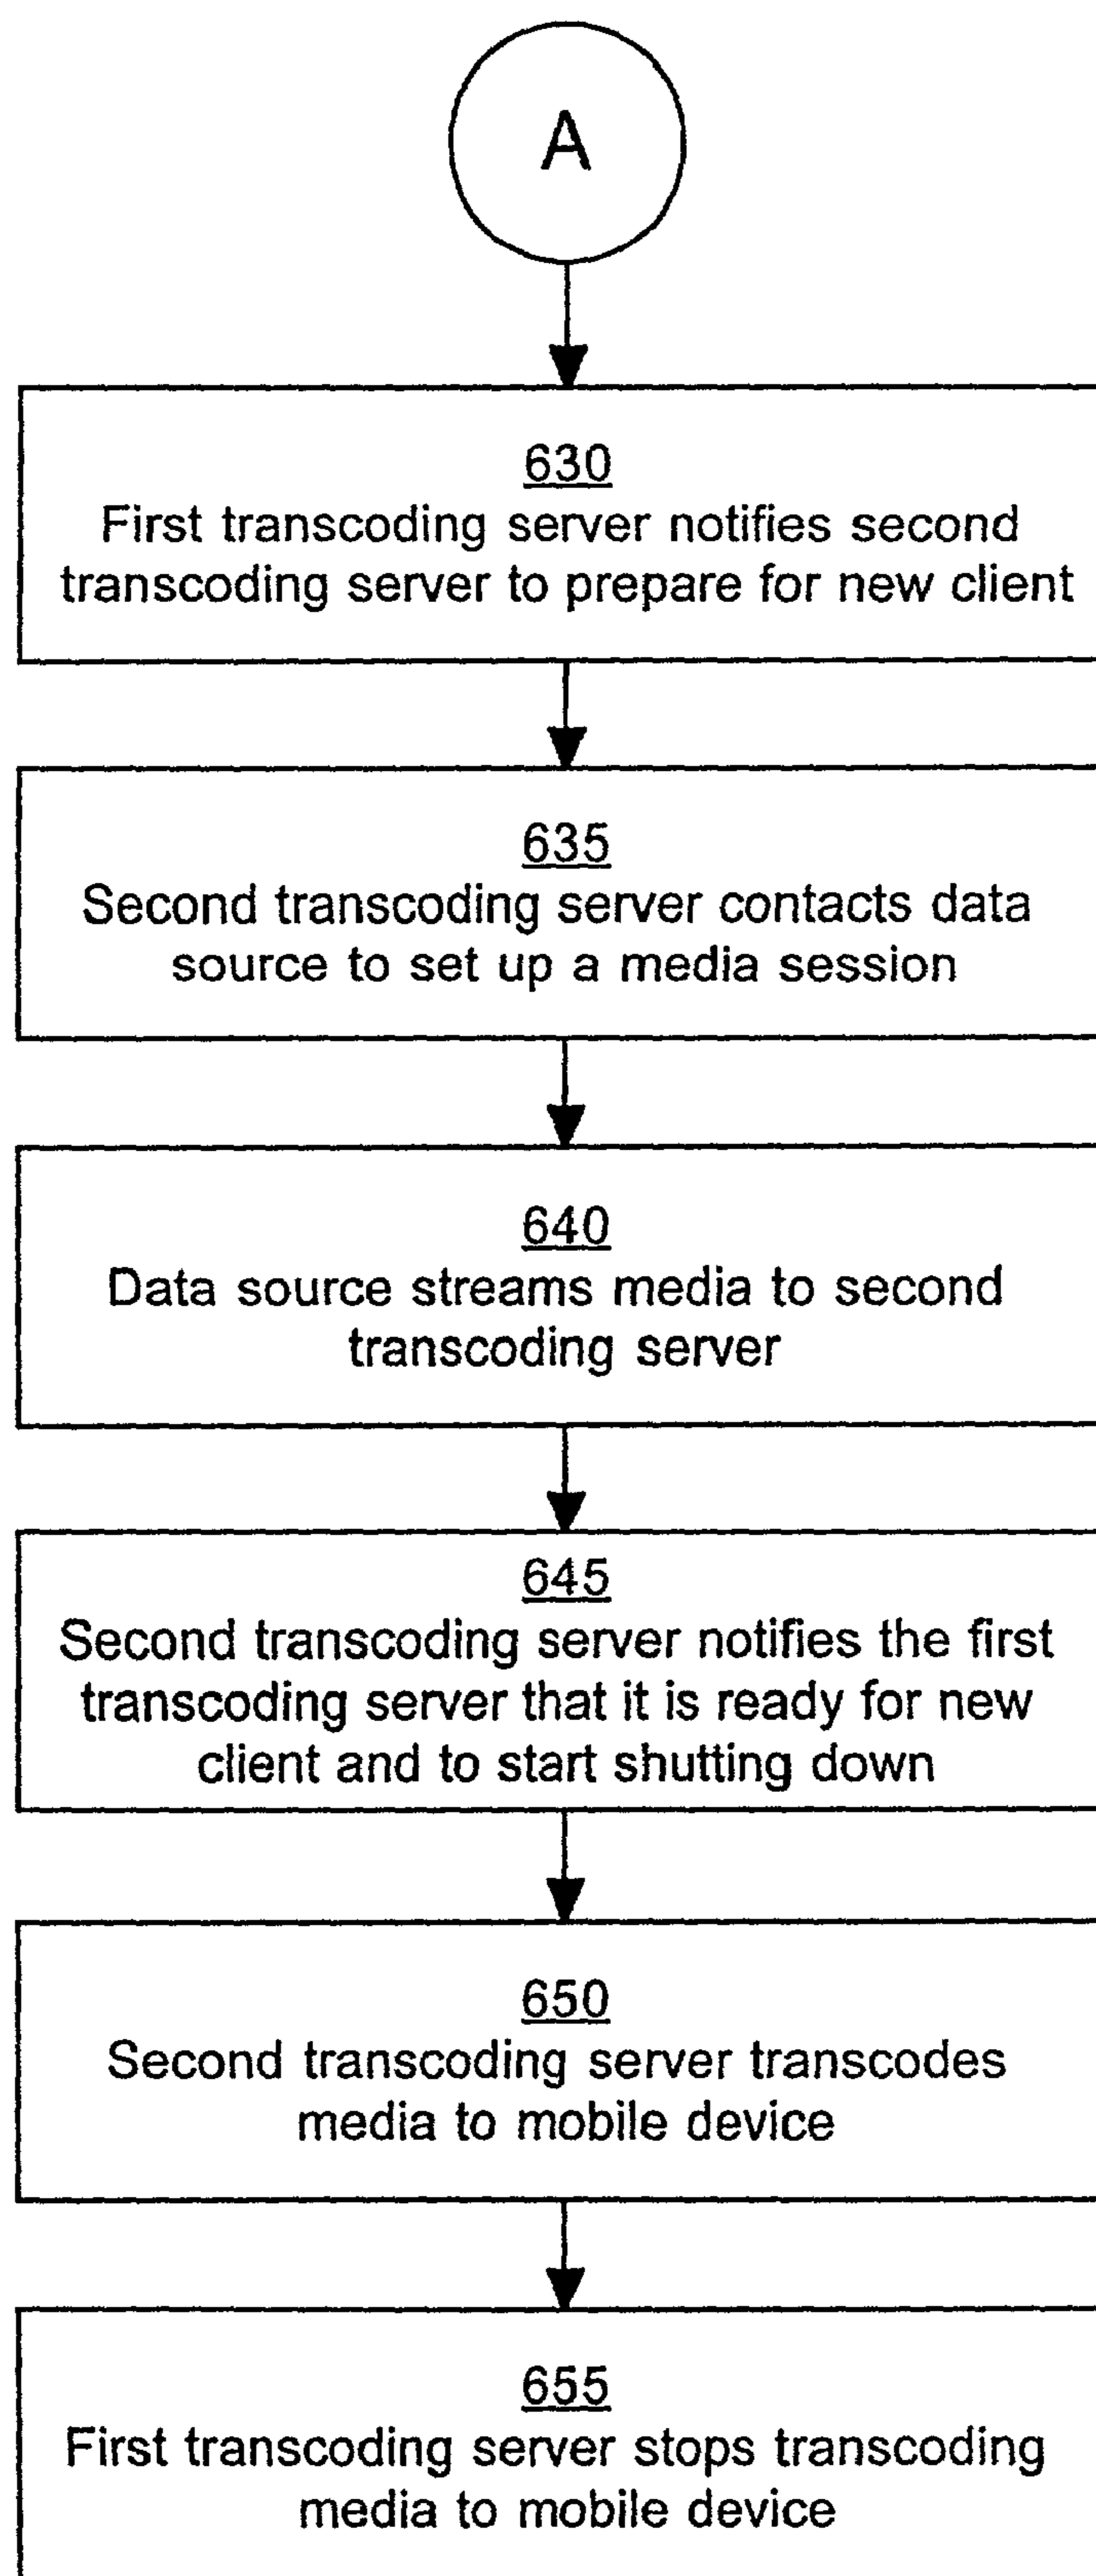 A
630
First transcoding server notifies second
transcoding server to prepare for new client
635
Second transcoding server contacts data
source to set up a media session
640
Data source streams media to second
transcoding server
645
Second transcoding server notifies the first
transcoding server that it is ready for new
client and to start shutting down
650
Second transcoding server transcodes
media to mobile device
655
First transcoding server stops transcoding
media to mobile device